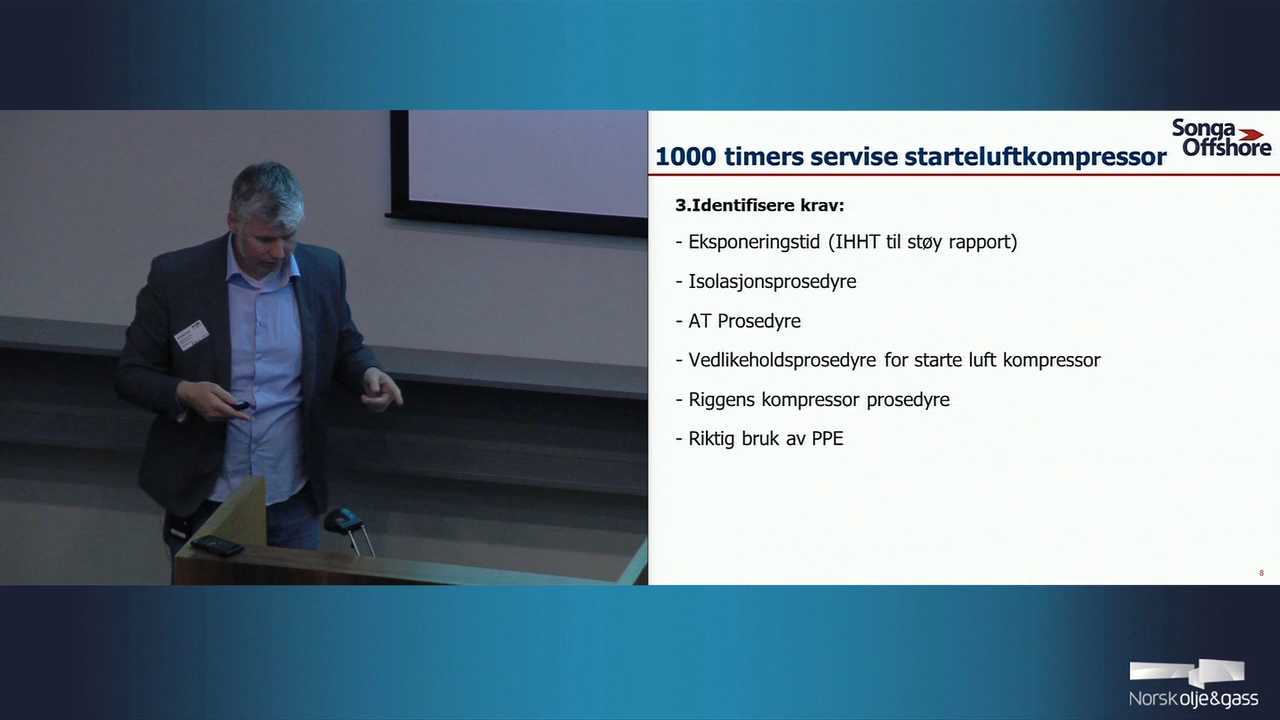 Songa
Offshore
1000 timers servise starteluftkompressor
3.Identifisere krav:
- Eksponeringstid (IHHT til støy rapport)
- Isolasjonsprosedyre
- AT Prosedyre
- Vedlikeholdsprosedyre for starte luft kompressor
- Riggens kompressor prosedyre
- Riktig bruk av PPE
8
Norsk olje&gass